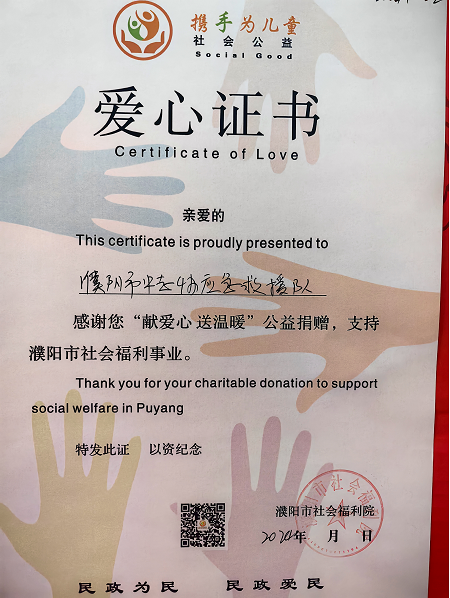 携手为儿童
社会公益
Social Good
爱心证书
Certificate of Love
亲爱的
This certificate is proudly presented to
濮阳市中志协应急救援队
感谢您“献爱心 送温暖”公益捐赠，支持
濮阳市社会福利事业。
Thank you for your charitable donation to support
social welfare in Puyang
特发此证 以资纪念
濮阳市社会福利院
2024年 月 日
民政为民 民政爱民